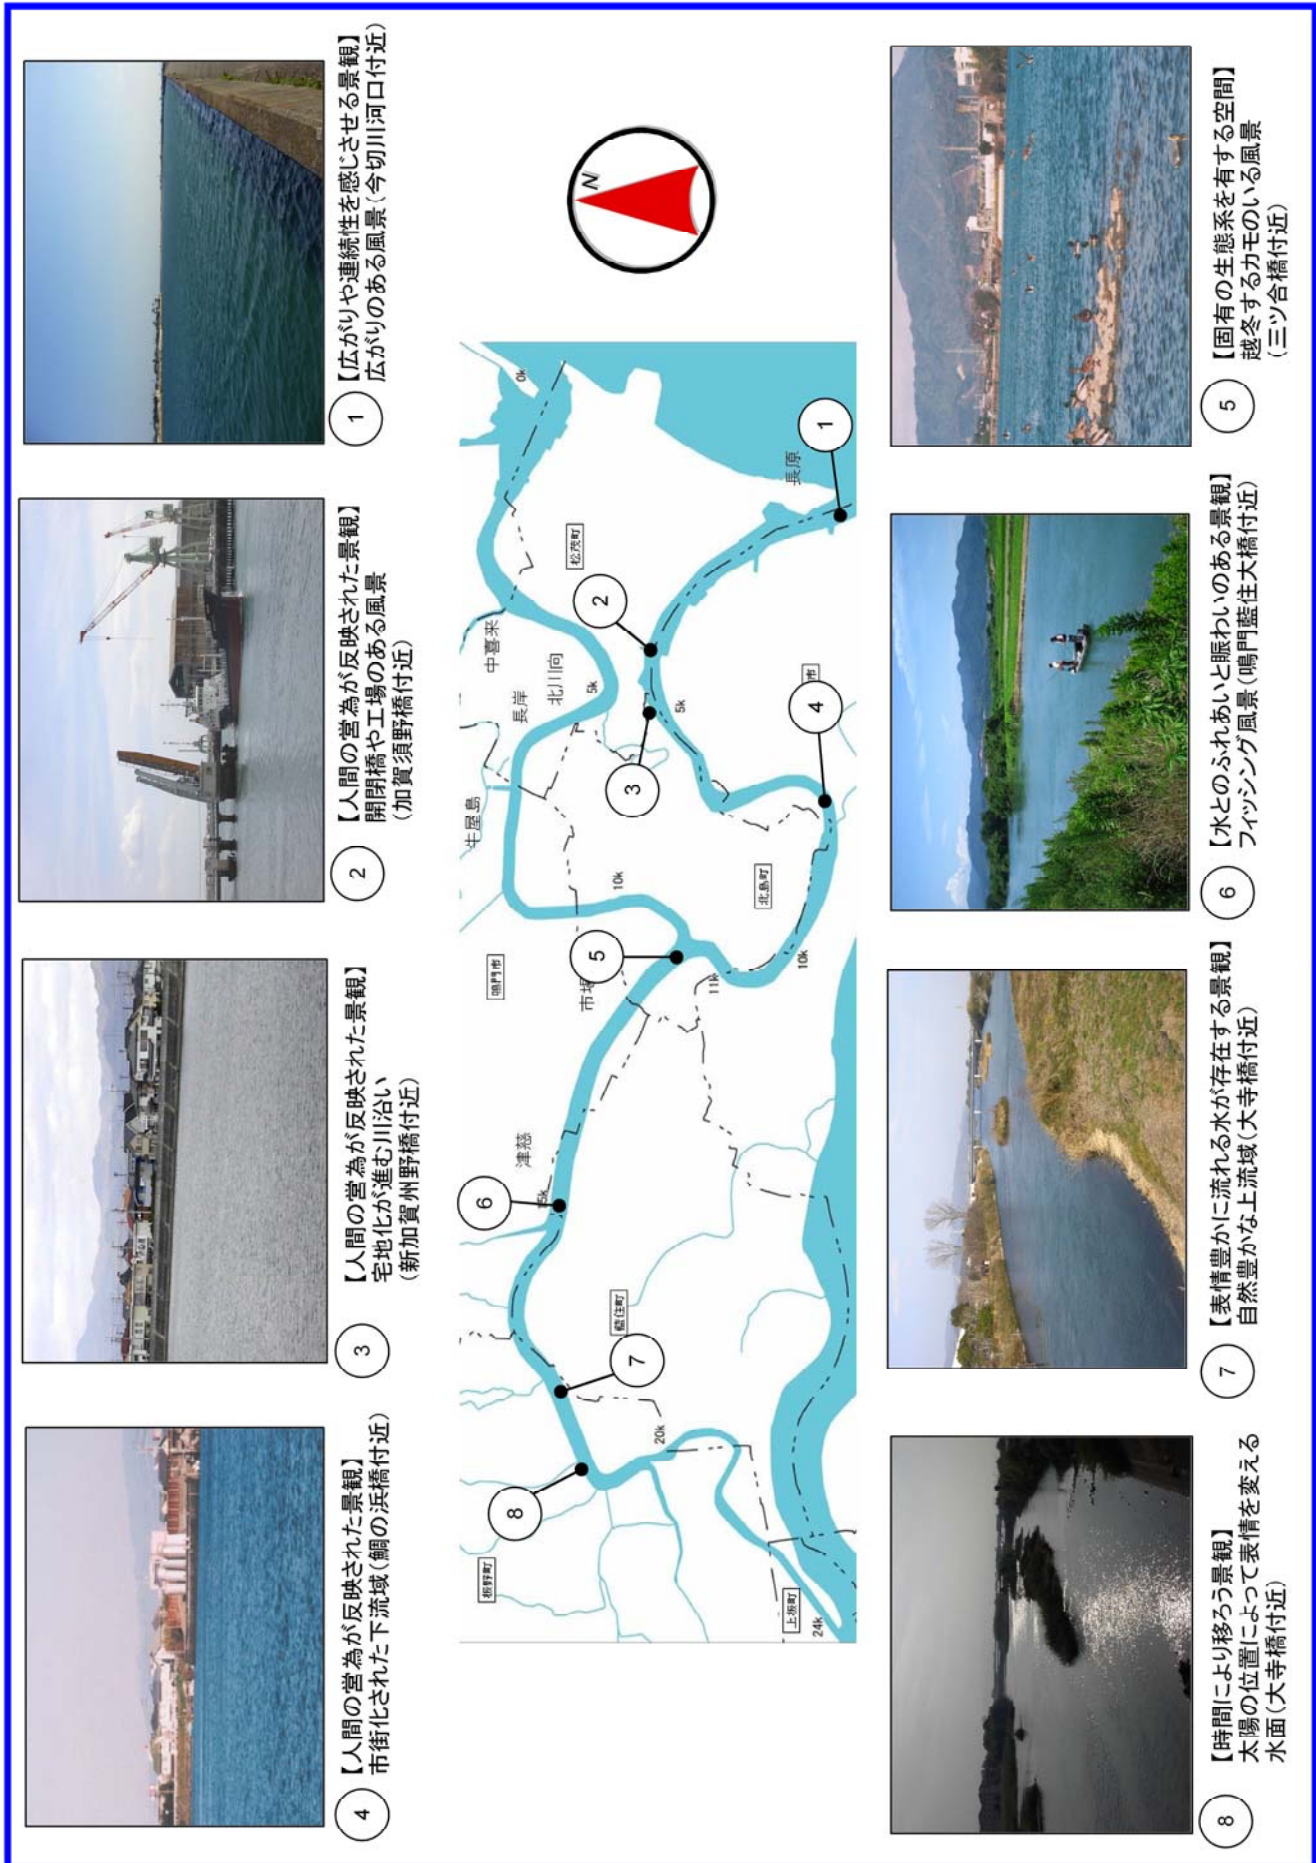 ④
【人間の営為が反映された景観】
市街化された下流域(鯛の浜橋付近)
③
【人間の営為が反映された景観】
宅地化が進む川沿い
(新加賀州野橋付近)
②
【人間の営為が反映された景観】
開閉橋や工場のある風景
(加賀須野橋付近)
①
【広がりや連続性を感じさせる景観】
広がりのある風景(今切川河口付近)
N
0k
中喜来
長岸
北川向
牛屋島
5k
松茂町
長原
1
2
3
5k
4
市
10k
鳴門市
5
北島町
11k
10k
津慈
6
15k
藍住町
7
20k
8
板野町
上板町
24k
⑧
【時間により移ろう景観】
太陽の位置によって表情を変える
水面(大寺橋付近)
⑦
【表情豊かに流れる水が存在する景観】
自然豊かな上流域(大寺橋付近)
⑥
【水とのふれあいと賑わいのある景観】
フィッシング風景(鳴門藍住大橋付近)
⑤
【固有の生態系を有する空間】
越冬するカモのいる風景
(三ツ合橋付近)